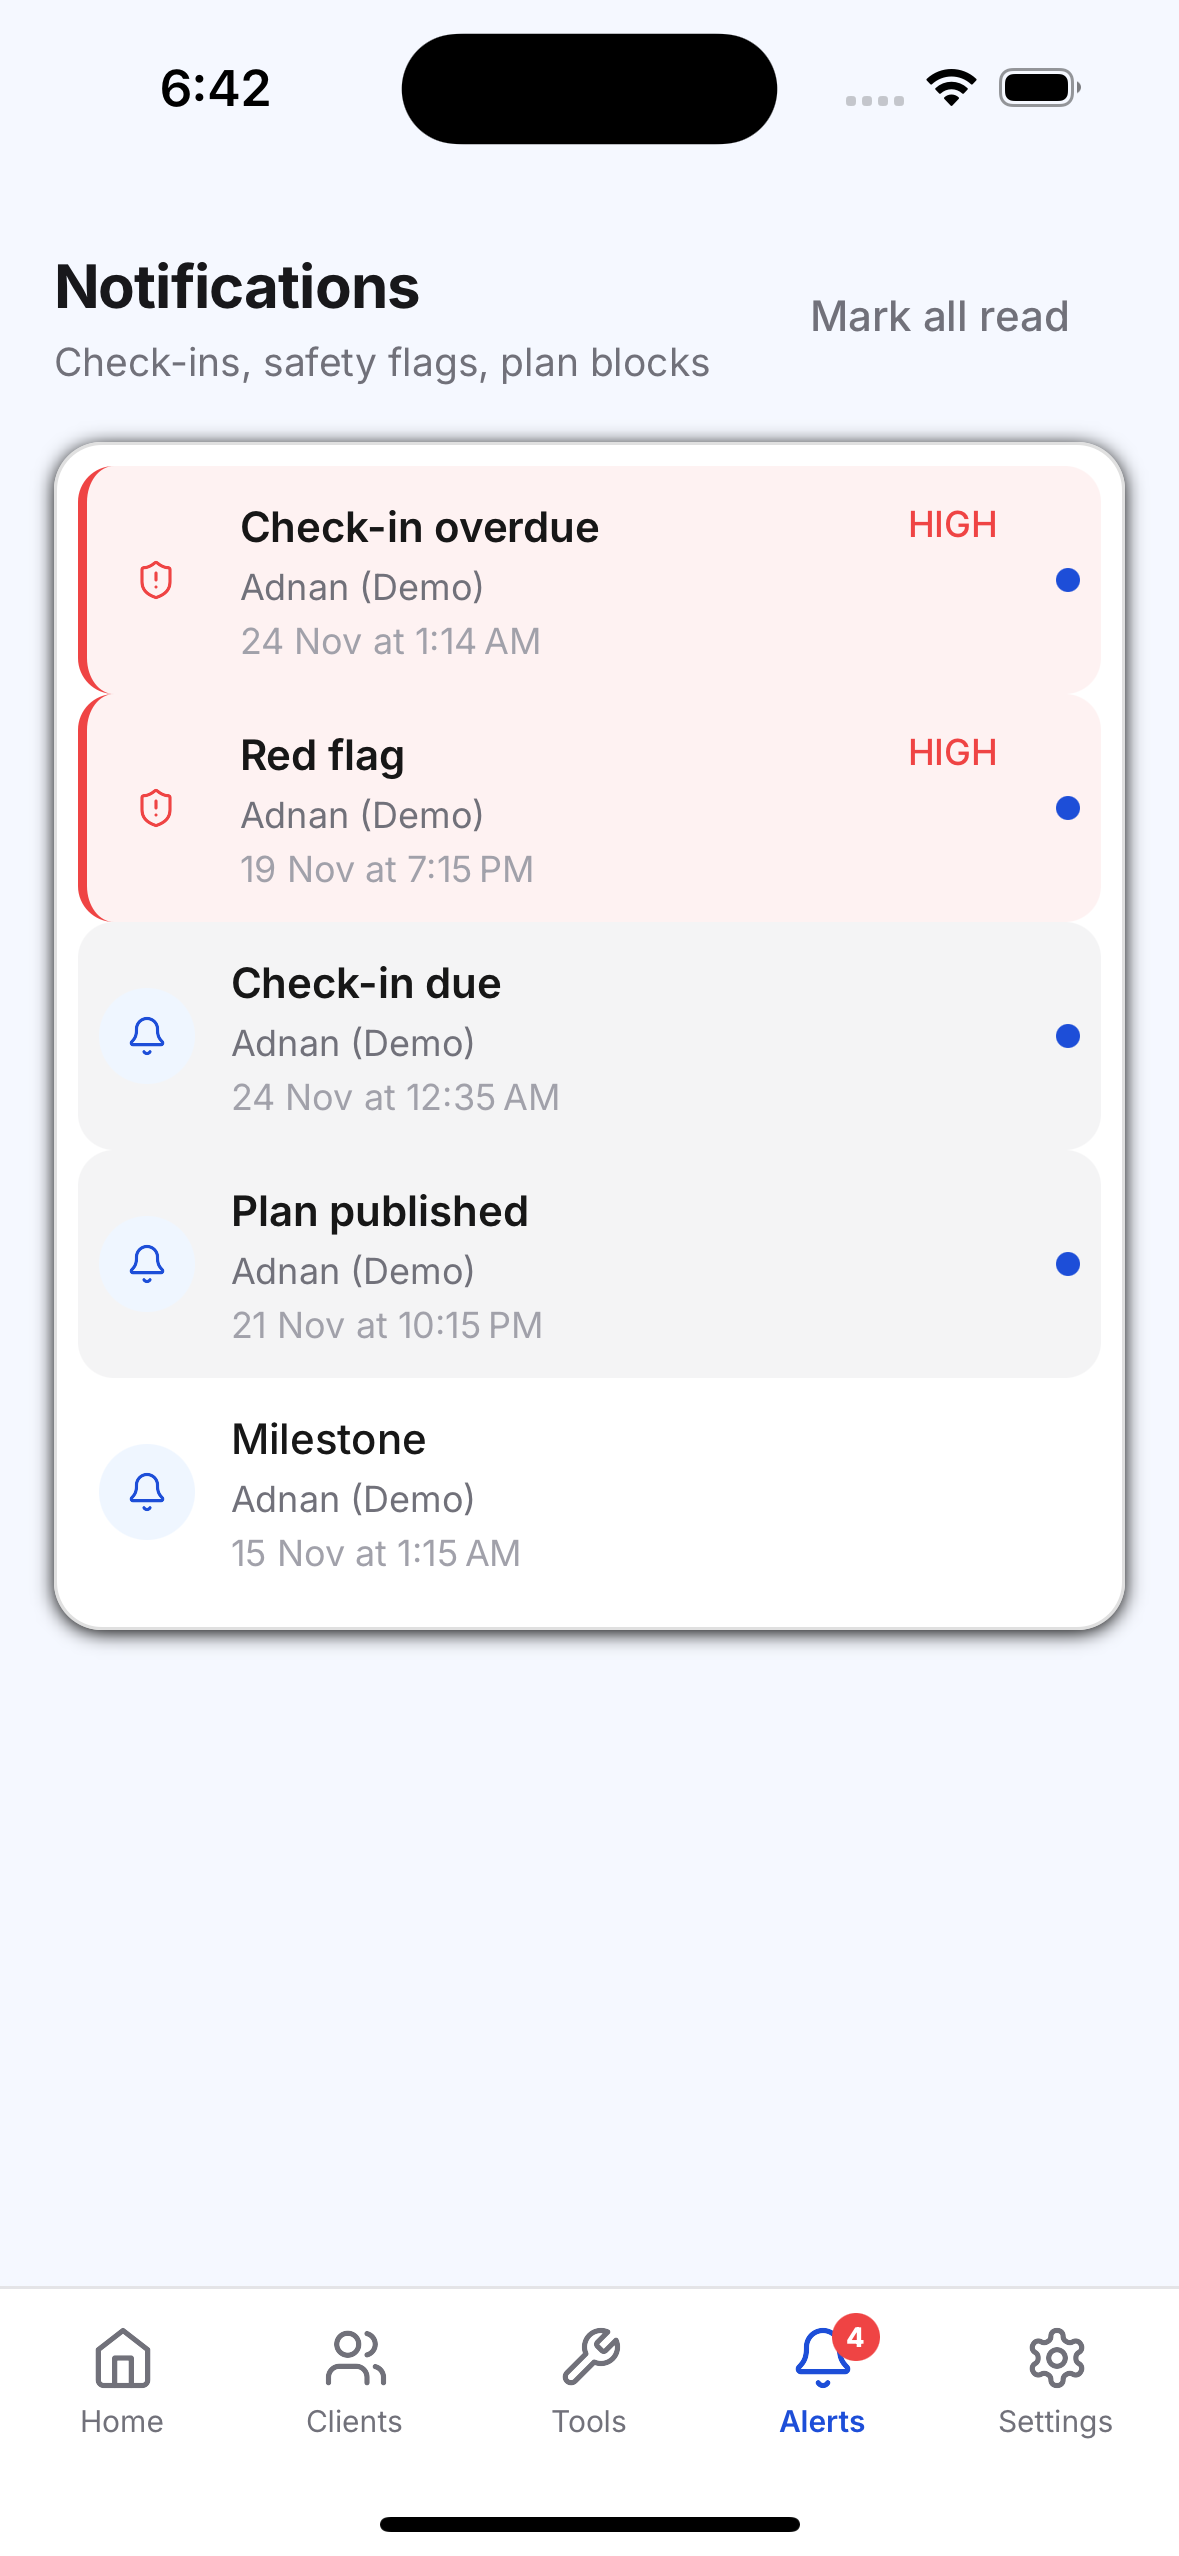 6:42
Notifications
Mark all read
Check-ins, safety flags, plan blocks
Check-in overdue
HIGH
Adnan (Demo)
24 Nov at 1:14 AM
Red flag
HIGH
Adnan (Demo)
19 Nov at 7:15 PM
Check-in due
Adnan (Demo)
24 Nov at 12:35 AM
Plan published
Adnan (Demo)
21 Nov at 10:15 PM
Milestone
Adnan (Demo)
15 Nov at 1:15 AM
4
Home
Clients
Tools
Alerts
Settings